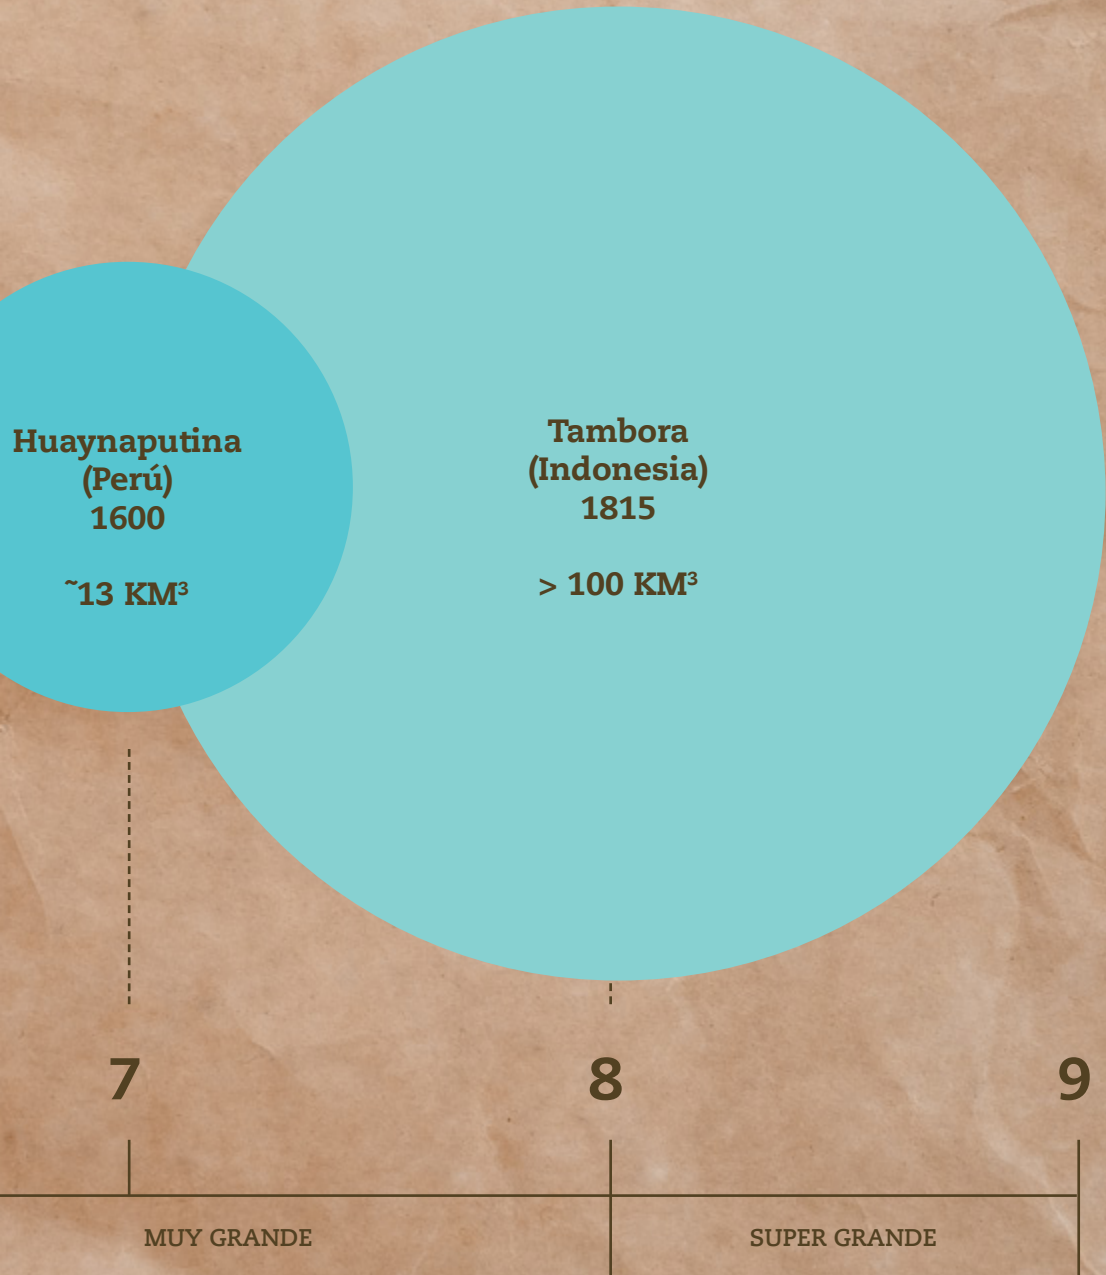 Huaynaputina
(Perú)
1600
~13 KM³
Tambora
(Indonesia)
1815
> 100 KM³
7
8
9
MUY GRANDE
SUPER GRANDE